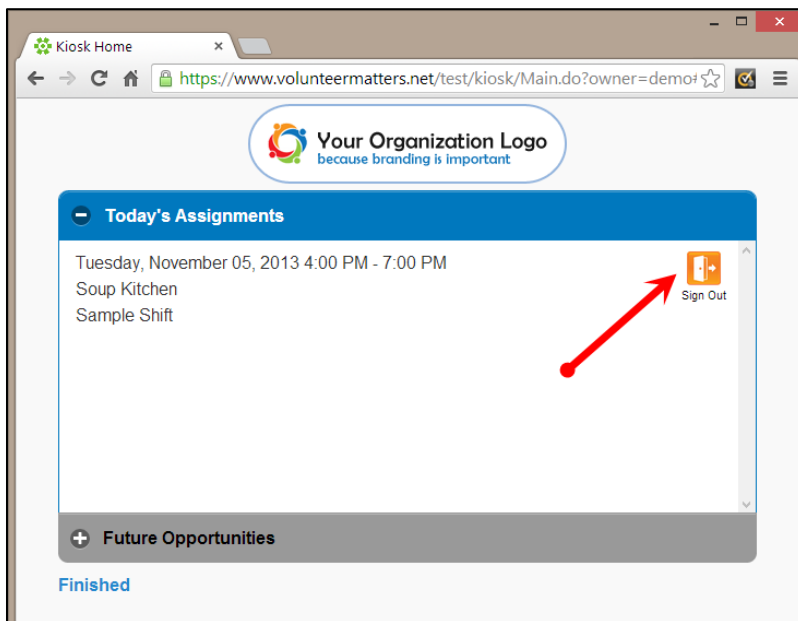 Kiosk Home
https://www.volunteermatters.net/test/kiosk/Main.do?owner=demo
Your Organization Logo
because branding is important
Today's Assignments
Tuesday, November 05, 2013 4:00 PM - 7:00 PM
Soup Kitchen
Sample Shift
Sign Out
Future Opportunities
Finished